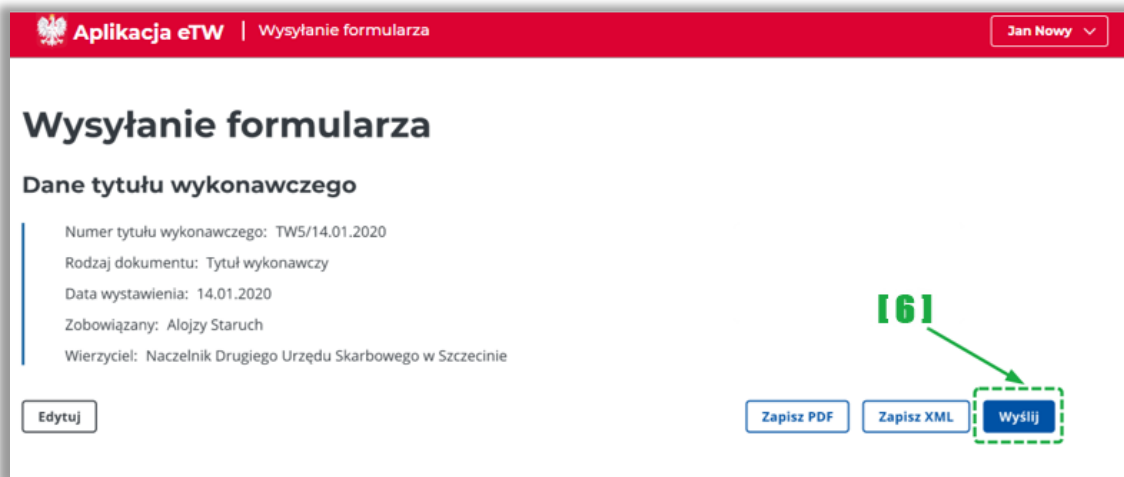 Aplikacja eTW | Wysyłanie formularza
Jan Nowy
Wysyłanie formularza
Dane tytułu wykonawczego
Numer tytułu wykonawczego: TW5/14.01.2020
Rodzaj dokumentu: Tytuł wykonawczy
Data wystawienia: 14.01.2020
Zobowiązany: Alojzy Staruch
Wierzyciel: Naczelnik Drugiego Urzędu Skarbowego w Szczecinie
[6]
Edytuj
Zapisz PDF
Zapisz XML
Wyślij